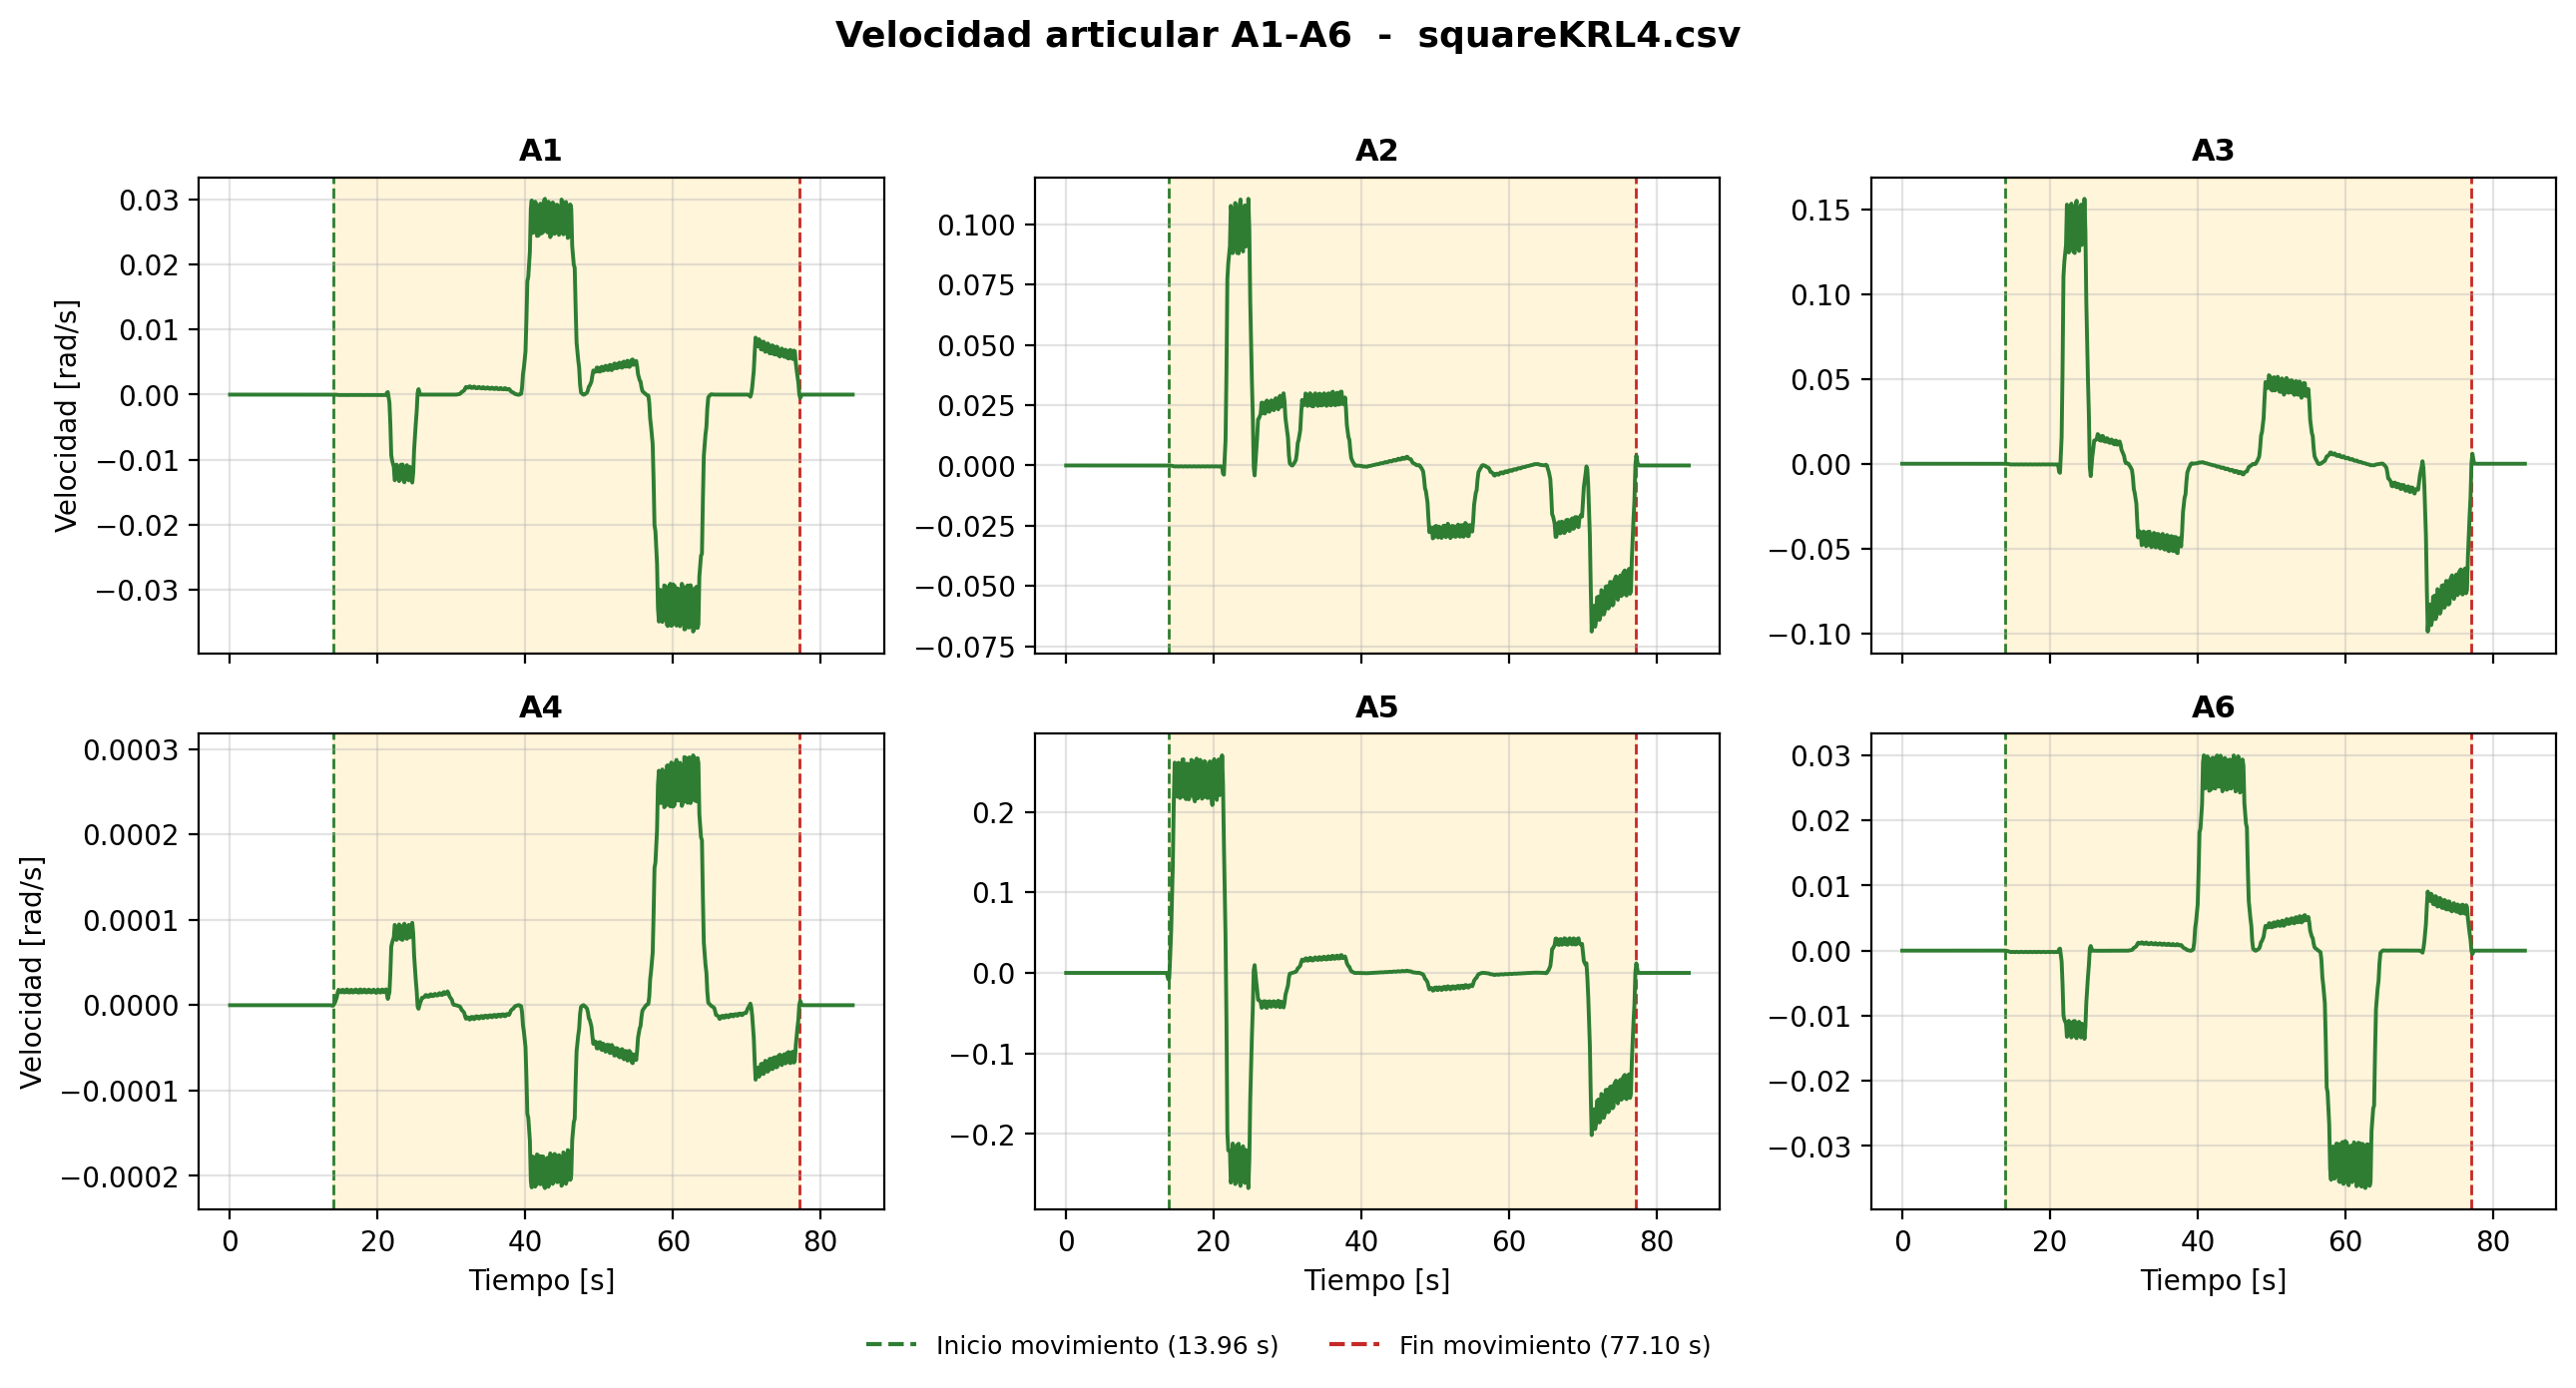 Velocidad articular A1-A6  -  squareKRL4.csv
A1
A2
A3
Velocidad [rad/s]
0.03
0.02
0.01
0.00
−0.01
−0.02
−0.03
0.100
0.075
0.050
0.025
0.000
−0.025
−0.050
−0.075
0.15
0.10
0.05
0.00
−0.05
−0.10
A4
A5
A6
Velocidad [rad/s]
0.0003
0.0002
0.0001
0.0000
−0.0001
−0.0002
0.2
0.1
0.0
−0.1
−0.2
0.03
0.02
0.01
0.00
−0.01
−0.02
−0.03
0 20 40 60 80
0 20 40 60 80
0 20 40 60 80
Tiempo [s]
Tiempo [s]
Tiempo [s]
Inicio movimiento (13.96 s)
Fin movimiento (77.10 s)